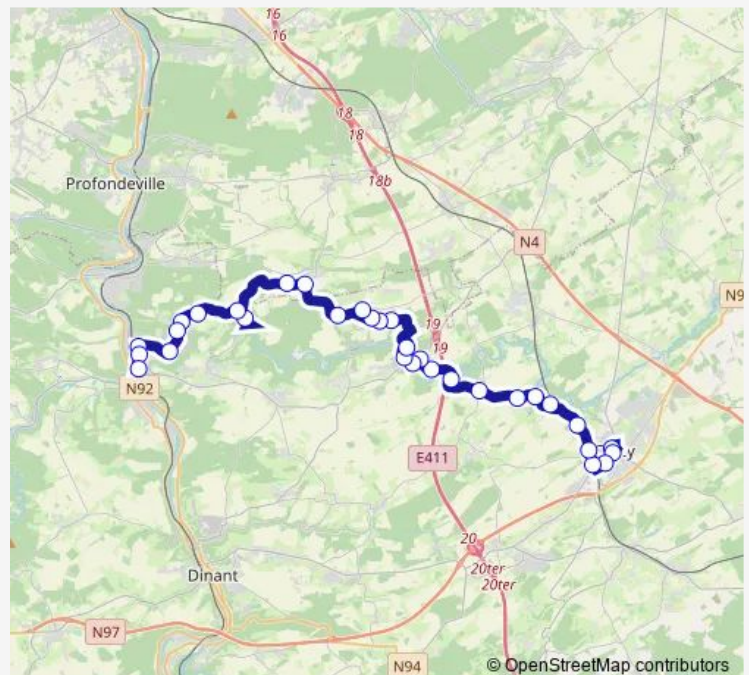 16
16
18
18
18b
Profondeville
N4
N9
19
19
N92
E411
y
20
20ter
20ter
Dinant
N97
N94
© OpenStreetMap contributors